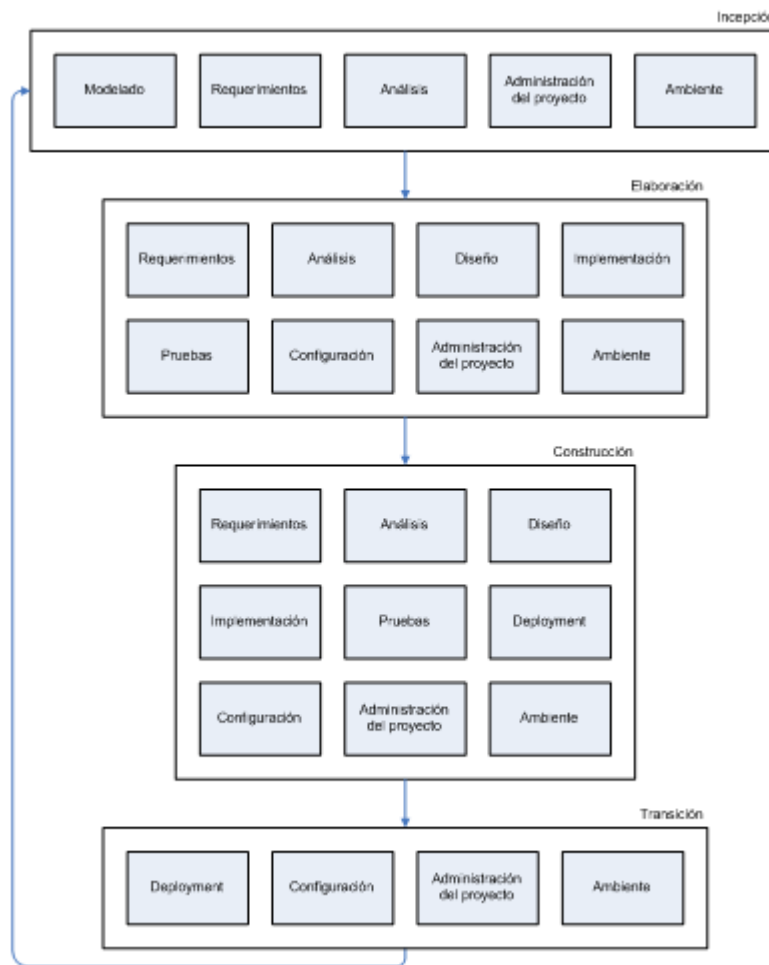 Incepción
Modelado
Requerimientos
Análisis
Administración
del proyecto
Ambiente
Elaboración
Requerimientos
Análisis
Diseño
Implementación
Pruebas
Configuración
Administración
del proyecto
Ambiente
Construcción
Requerimientos
Análisis
Diseño
Implementación
Pruebas
Deployment
Configuración
Administración
del proyecto
Ambiente
Transición
Deployment
Configuración
Administración
del proyecto
Ambiente